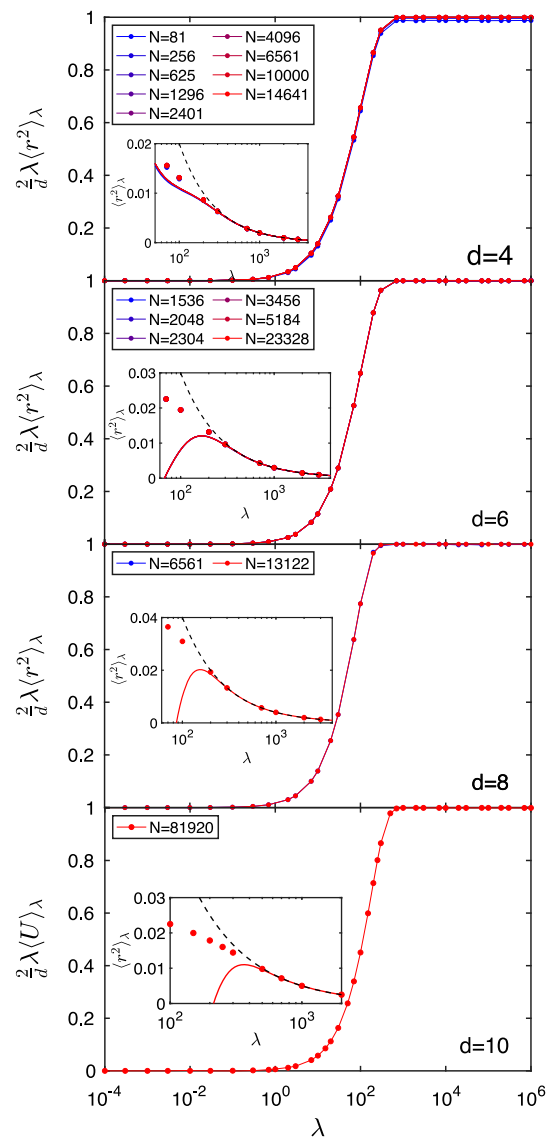 N=81 N=4096
N=256 N=6561
N=625 N=10000
N=1296 N=14641
N=2401
1
0.8
0.6
0.4
0.2
2/d λ⟨r²⟩λ
0.02
0.01
0
⟨r²⟩λ
10² 10³
λ
d=4
N=1536 N=3456
N=2048 N=5184
N=2304 N=23328
1
0.8
0.6
0.4
0.2
2/d λ⟨r²⟩λ
0.03
0.02
0.01
0
⟨r²⟩λ
10² 10³
λ
d=6
N=6561 N=13122
1
0.8
0.6
0.4
0.2
2/d λ⟨r²⟩λ
0.04
0.02
0
⟨r²⟩λ
10² 10³
λ
d=8
N=81920
1
0.8
0.6
0.4
0.2
0
2/d λ⟨U⟩λ
0.03
0.02
0.01
0
⟨r²⟩λ
10² 10³
λ
d=10
10⁻⁴ 10⁻² 10⁰ 10² 10⁴ 10⁶
λ